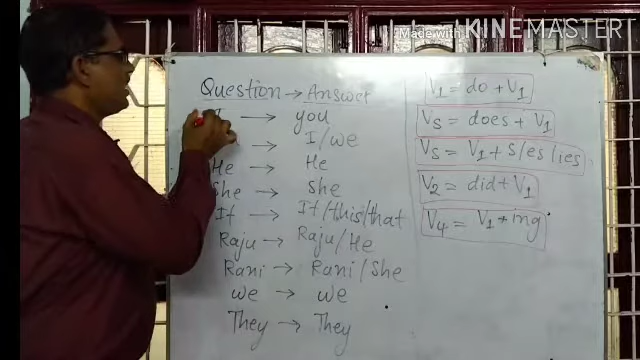 Made with KINEMASTER
Question → Answer
I → you
→ I/we
He → He
She → She
It → It/this/that
Raju → Raju/He
Rani → Rani/She
we → we
They → They
V1 = do + V1
V5 = does + V1
V5 = V1 + s/es/ies
V2 = did + V1
V4 = V1 + ing